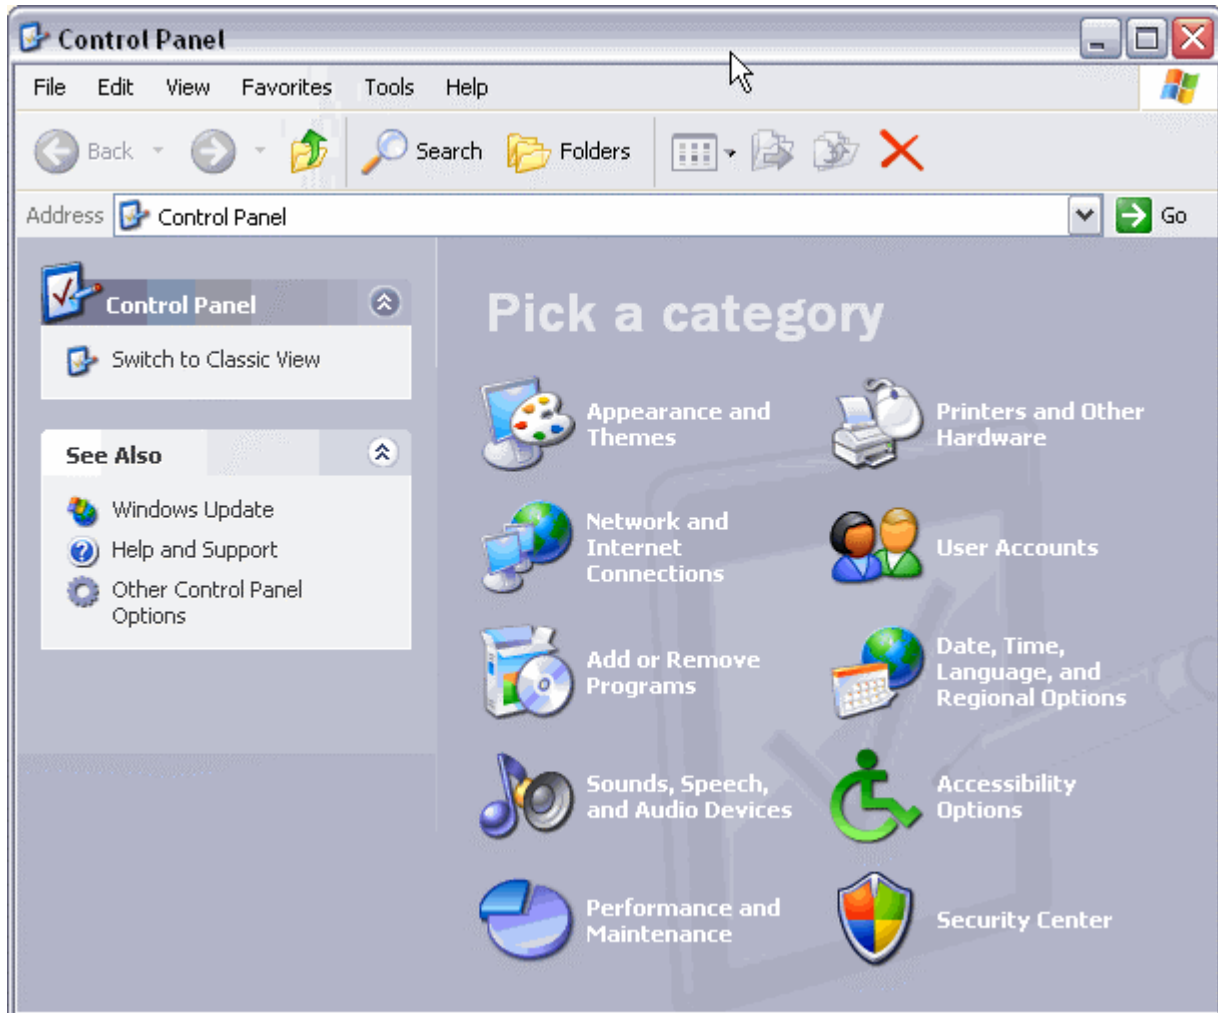 Control Panel
File Edit View Favorites Tools Help
Back Search Folders
Address Control Panel Go
Control Panel
Switch to Classic View
See Also
Windows Update
Help and Support
Other Control Panel
Options
Pick a category
Appearance and
Themes
Printers and Other
Hardware
Network and
Internet
Connections
User Accounts
Add or Remove
Programs
Date, Time,
Language, and
Regional Options
Sounds, Speech,
and Audio Devices
Accessibility
Options
Performance and
Maintenance
Security Center